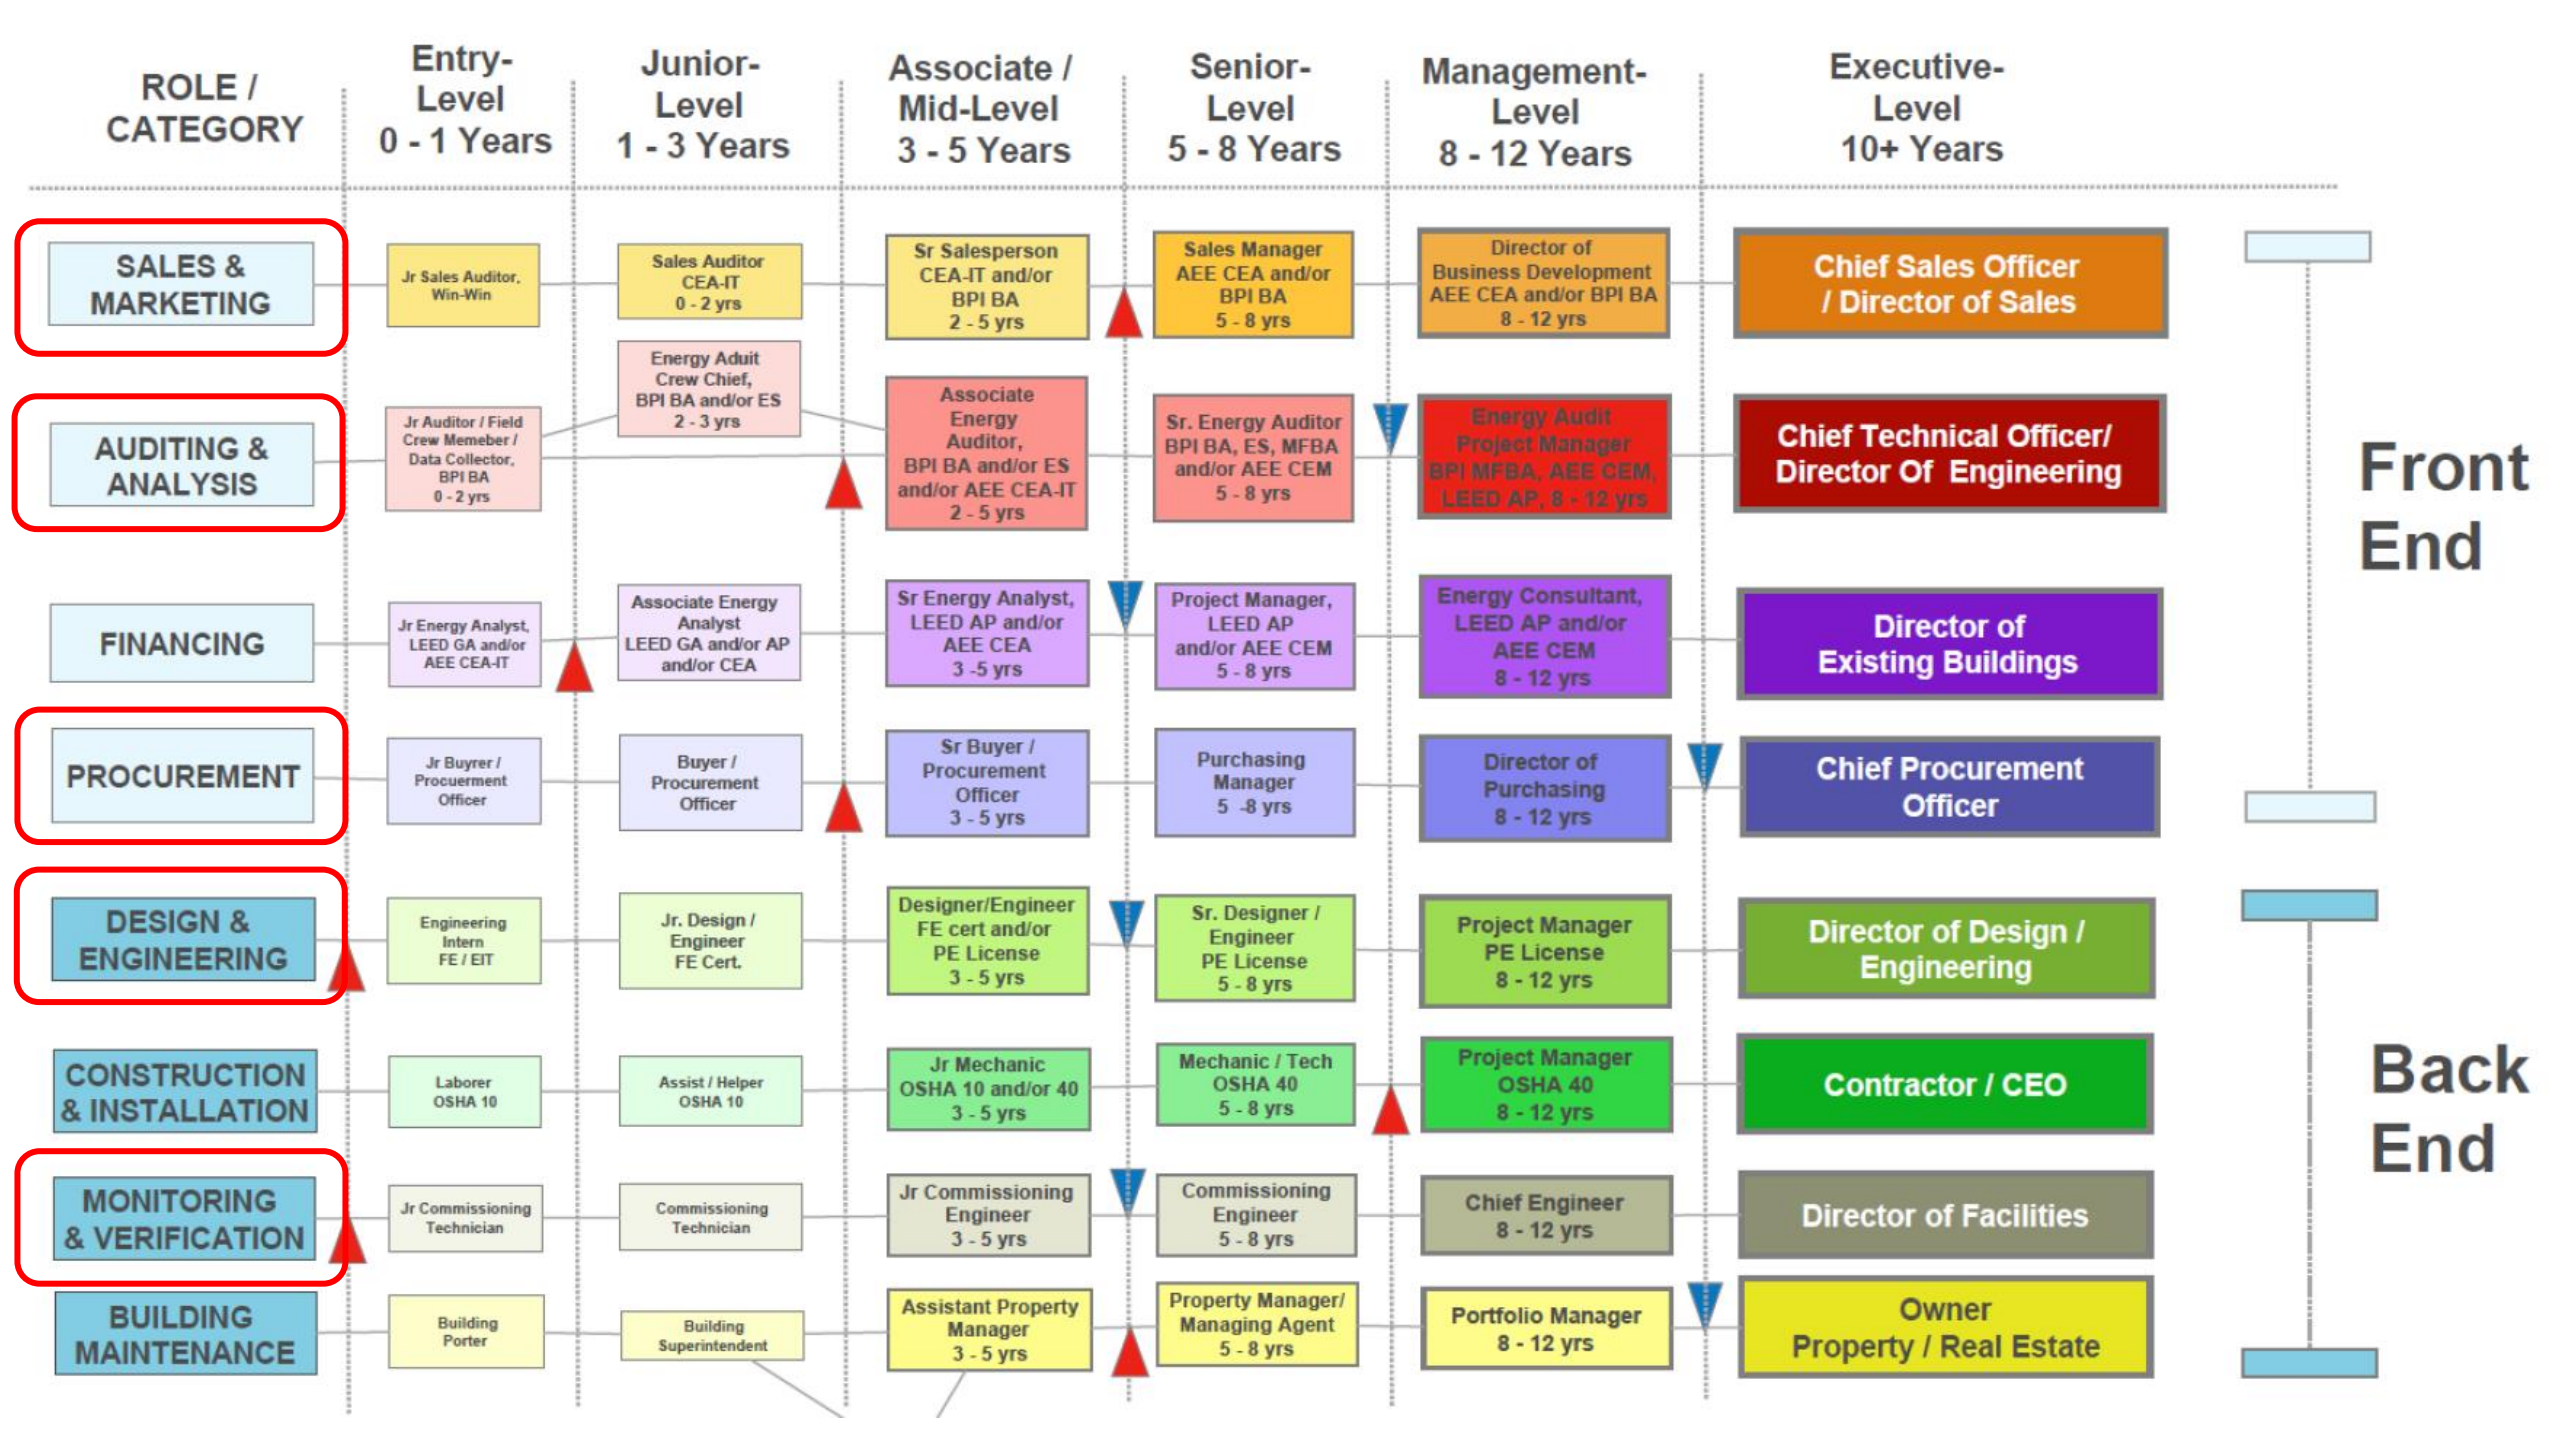 ROLE /
CATEGORY
Entry-
Level
0 - 1 Years
Junior-
Level
1 - 3 Years
Associate /
Mid-Level
3 - 5 Years
Senior-
Level
5 - 8 Years
Management-
Level
8 - 12 Years
Executive-
Level
10+ Years
SALES &
MARKETING
Jr Sales Auditor,
Win-Win
Sales Auditor
CEA-IT
0 - 2 yrs
Sr Salesperson
CEA-IT and/or
BPI BA
2 - 5 yrs
Sales Manager
AEE CEA and/or
BPI BA
5 - 8 yrs
Director of
Business Development
AEE CEA and/or BPI BA
8 - 12 yrs
Chief Sales Officer
/ Director of Sales
AUDITING &
ANALYSIS
Jr Auditor / Field
Crew Memeber /
Data Collector,
BPI BA
0 - 2 yrs
Energy Aduit
Crew Chief,
BPI BA and/or ES
2 - 3 yrs
Associate
Energy
Auditor,
BPI BA and/or ES
and/or AEE CEA-IT
2 - 5 yrs
Sr. Energy Auditor
BPI BA, ES, MFBA
and/or AEE CEM
5 - 8 yrs
Energy Audit
Project Manager
BPI MFBA, AEE CEM,
LEED AP, 8 - 12 yrs
Chief Technical Officer/
Director Of Engineering
Front
End
FINANCING
Jr Energy Analyst,
LEED GA and/or
AEE CEA-IT
Associate Energy
Analyst
LEED GA and/or AP
and/or CEA
Sr Energy Analyst,
LEED AP and/or
AEE CEA
3 -5 yrs
Project Manager,
LEED AP
and/or AEE CEM
5 - 8 yrs
Energy Consultant,
LEED AP and/or
AEE CEM
8 - 12 yrs
Director of
Existing Buildings
PROCUREMENT
Jr Buyrer /
Procuerment
Officer
Buyer /
Procurement
Officer
Sr Buyer /
Procurement
Officer
3 - 5 yrs
Purchasing
Manager
5 -8 yrs
Director of
Purchasing
8 - 12 yrs
Chief Procurement
Officer
DESIGN &
ENGINEERING
Engineering
Intern
FE / EIT
Jr. Design /
Engineer
FE Cert.
Designer/Engineer
FE cert and/or
PE License
3 - 5 yrs
Sr. Designer /
Engineer
PE License
5 - 8 yrs
Project Manager
PE License
8 - 12 yrs
Director of Design /
Engineering
CONSTRUCTION
& INSTALLATION
Laborer
OSHA 10
Assist / Helper
OSHA 10
Jr Mechanic
OSHA 10 and/or 40
3 - 5 yrs
Mechanic / Tech
OSHA 40
5 - 8 yrs
Project Manager
OSHA 40
8 - 12 yrs
Contractor / CEO
Back
End
MONITORING
& VERIFICATION
Jr Commissioning
Technician
Commissioning
Technician
Jr Commissioning
Engineer
3 - 5 yrs
Commissioning
Engineer
5 - 8 yrs
Chief Engineer
8 - 12 yrs
Director of Facilities
BUILDING
MAINTENANCE
Building
Porter
Building
Superintendent
Assistant Property
Manager
3 - 5 yrs
Property Manager/
Managing Agent
5 - 8 yrs
Portfolio Manager
8 - 12 yrs
Owner
Property / Real Estate